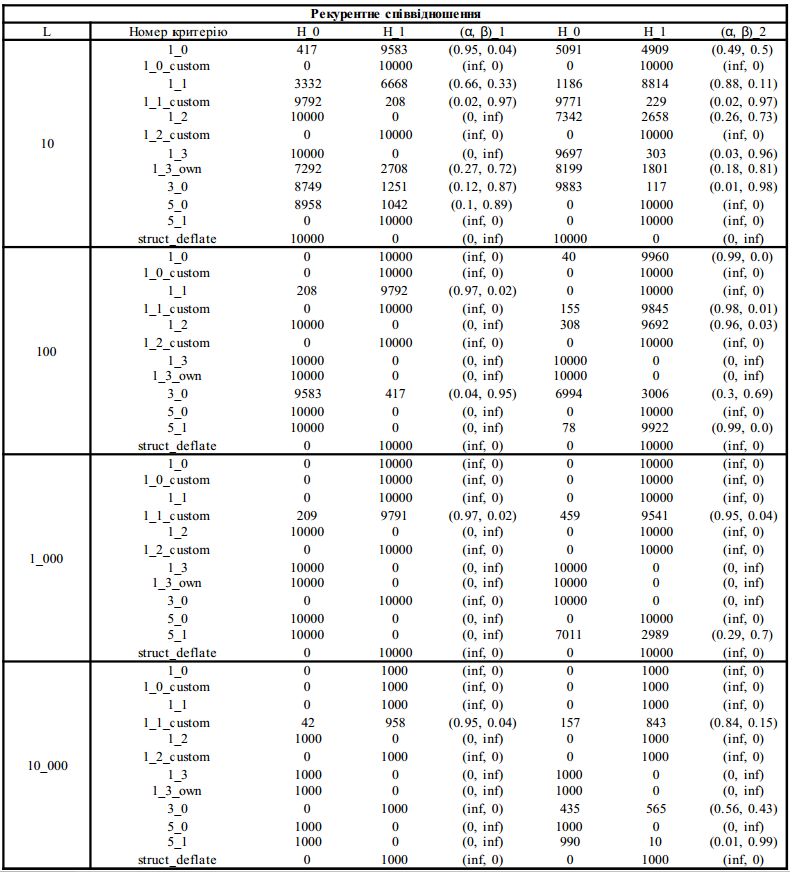 Рекурентне співвідношення
L Номер критерію H_0 H_1 (α, β)_1 H_0 H_1 (α, β)_2
10
1_0 417 9583 (0.95, 0.04) 5091 4909 (0.49, 0.5)
1_0_custom 0 10000 (inf, 0) 0 10000 (inf, 0)
1_1 3332 6668 (0.66, 0.33) 1186 8814 (0.88, 0.11)
1_1_custom 9792 208 (0.02, 0.97) 9771 229 (0.02, 0.97)
1_2 10000 0 (0, inf) 7342 2658 (0.26, 0.73)
1_2_custom 0 10000 (inf, 0) 0 10000 (inf, 0)
1_3 10000 0 (0, inf) 9697 303 (0.03, 0.96)
1_3_own 7292 2708 (0.27, 0.72) 8199 1801 (0.18, 0.81)
3_0 8749 1251 (0.12, 0.87) 9883 117 (0.01, 0.98)
5_0 8958 1042 (0.1, 0.89) 0 10000 (inf, 0)
5_1 0 10000 (inf, 0) 0 10000 (inf, 0)
struct_deflate 10000 0 (0, inf) 10000 0 (0, inf)
100
1_0 0 10000 (inf, 0) 40 9960 (0.99, 0.0)
1_0_custom 0 10000 (inf, 0) 0 10000 (inf, 0)
1_1 208 9792 (0.97, 0.02) 0 10000 (inf, 0)
1_1_custom 0 10000 (inf, 0) 155 9845 (0.98, 0.01)
1_2 10000 0 (0, inf) 308 9692 (0.96, 0.03)
1_2_custom 0 10000 (inf, 0) 0 10000 (inf, 0)
1_3 10000 0 (0, inf) 10000 0 (0, inf)
1_3_own 10000 0 (0, inf) 10000 0 (0, inf)
3_0 9583 417 (0.04, 0.95) 6994 3006 (0.3, 0.69)
5_0 10000 0 (0, inf) 0 10000 (inf, 0)
5_1 10000 0 (0, inf) 78 9922 (0.99, 0.0)
struct_deflate 0 10000 (inf, 0) 0 10000 (inf, 0)
1_000
1_0 0 10000 (inf, 0) 0 10000 (inf, 0)
1_0_custom 0 10000 (inf, 0) 0 10000 (inf, 0)
1_1 0 10000 (inf, 0) 0 10000 (inf, 0)
1_1_custom 209 9791 (0.97, 0.02) 459 9541 (0.95, 0.04)
1_2 10000 0 (0, inf) 0 10000 (inf, 0)
1_2_custom 0 10000 (inf, 0) 0 10000 (inf, 0)
1_3 10000 0 (0, inf) 10000 0 (0, inf)
1_3_own 10000 0 (0, inf) 10000 0 (0, inf)
3_0 0 10000 (inf, 0) 10000 0 (0, inf)
5_0 10000 0 (0, inf) 0 10000 (inf, 0)
5_1 10000 0 (0, inf) 7011 2989 (0.29, 0.7)
struct_deflate 0 10000 (inf, 0) 0 10000 (inf, 0)
10_000
1_0 0 1000 (inf, 0) 0 1000 (inf, 0)
1_0_custom 0 1000 (inf, 0) 0 1000 (inf, 0)
1_1 0 1000 (inf, 0) 0 1000 (inf, 0)
1_1_custom 42 958 (0.95, 0.04) 157 843 (0.84, 0.15)
1_2 1000 0 (0, inf) 0 1000 (inf, 0)
1_2_custom 0 1000 (inf, 0) 0 1000 (inf, 0)
1_3 1000 0 (0, inf) 1000 0 (0, inf)
1_3_own 1000 0 (0, inf) 1000 0 (0, inf)
3_0 0 1000 (inf, 0) 435 565 (0.56, 0.43)
5_0 1000 0 (0, inf) 1000 0 (0, inf)
5_1 1000 0 (0, inf) 990 10 (0.01, 0.99)
struct_deflate 0 1000 (inf, 0) 0 1000 (inf, 0)